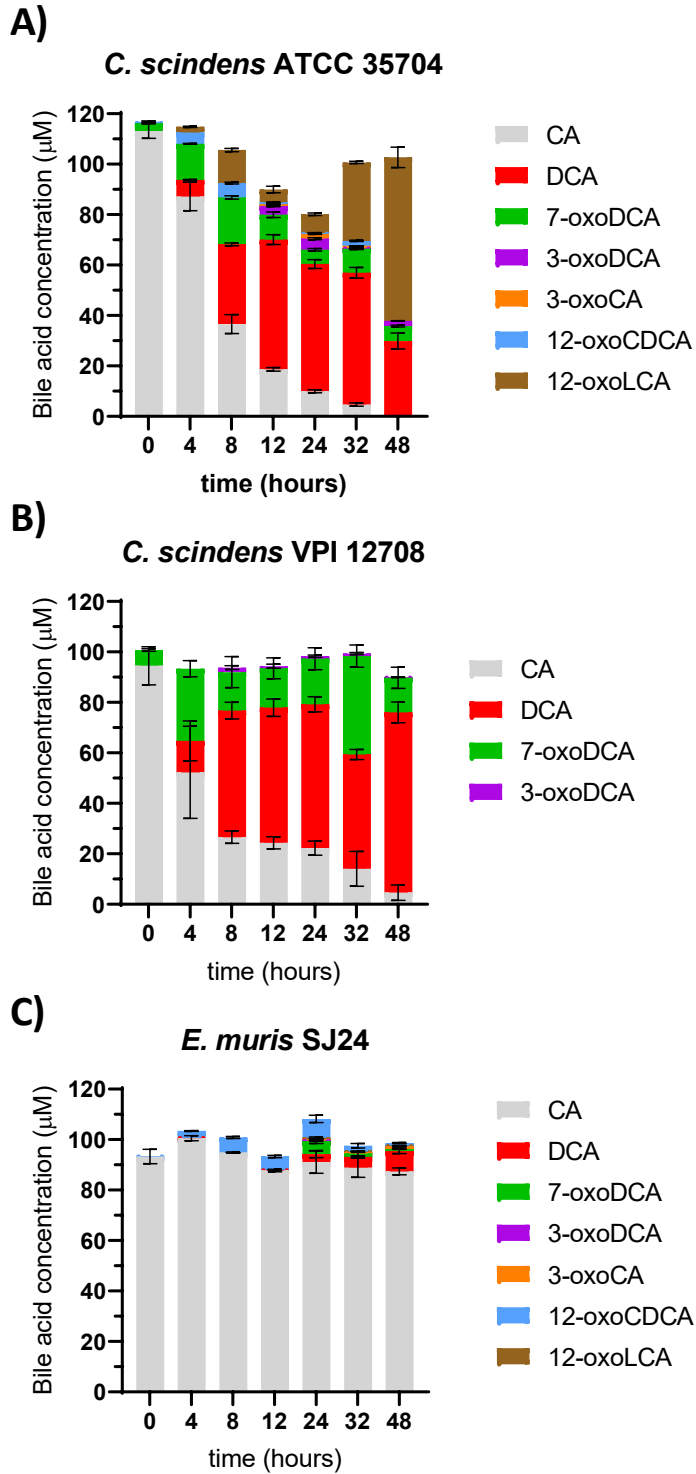 A)
C. scindens ATCC 35704
Bile acid concentration (μM)
120
100
80
60
40
20
0
0 4 8 12 24 32 48
time (hours)
CA
DCA
7-oxoDCA
3-oxoDCA
3-oxoCA
12-oxoCDCA
12-oxoLCA
B)
C. scindens VPI 12708
Bile acid concentration (μM)
120
100
80
60
40
20
0
0 4 8 12 24 32 48
time (hours)
CA
DCA
7-oxoDCA
3-oxoDCA
C)
E. muris SJ24
Bile acid concentration (μM)
120
100
80
60
40
20
0
0 4 8 12 24 32 48
time (hours)
CA
DCA
7-oxoDCA
3-oxoDCA
3-oxoCA
12-oxoCDCA
12-oxoLCA